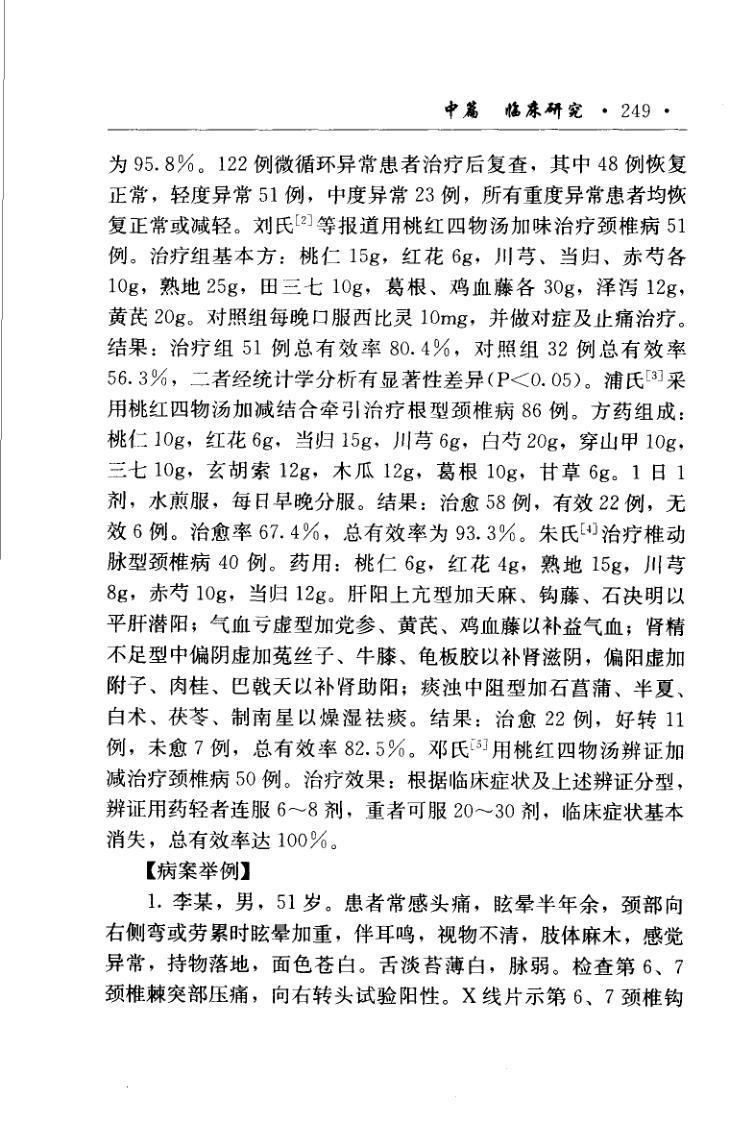 中篇 临床研究 · 249 ·
为 95.8％。122 例微循环异常患者治疗后复查，其中 48 例恢复
正常，轻度异常 51 例，中度异常 23 例，所有重度异常患者均恢
复正常或减轻。刘氏[2]等报道用桃红四物汤加味治疗颈椎病 51
例。治疗组基本方：桃仁 15g，红花 6g，川芎、当归、赤芍各
10g，熟地 25g，田三七 10g，葛根、鸡血藤各 30g，泽泻 12g，
黄芪 20g。对照组每晚口服西比灵 10mg，并做对症及止痛治疗。
结果：治疗组 51 例总有效率 80.4％，对照组 32 例总有效率
56.3％，二者经统计学分析有显著性差异(P＜0.05)。浦氏[3]采
用桃红四物汤加减结合牵引治疗根型颈椎病 86 例。方药组成：
桃仁 10g，红花 6g，当归 15g，川芎 6g，白芍 20g，穿山甲 10g，
三七 10g，玄胡索 12g，木瓜 12g，葛根 10g，甘草 6g。1 日 1
剂，水煎服，每日早晚分服。结果：治愈 58 例，有效 22 例，无
效 6 例。治愈率 67.4％，总有效率为 93.3％。朱氏[4]治疗椎动
脉型颈椎病 40 例。药用：桃仁 6g，红花 4g，熟地 15g，川芎
8g，赤芍 10g，当归 12g。肝阳上亢型加天麻、钩藤、石决明以
平肝潜阳；气血亏虚型加党参、黄芪、鸡血藤以补益气血；肾精
不足型中偏阴虚加菟丝子、牛膝、龟板胶以补肾滋阴，偏阳虚加
附子、肉桂、巴戟天以补肾助阳；痰浊中阻型加石菖蒲、半夏、
白术、茯苓、制南星以燥湿祛痰。结果：治愈 22 例，好转 11
例，未愈 7 例，总有效率 82.5％。邓氏[5]用桃红四物汤辨证加
减治疗颈椎病 50 例。治疗效果：根据临床症状及上述辨证分型，
辨证用药轻者连服 6～8 剂，重者可服 20～30 剂，临床症状基本
消失，总有效率达 100％。
【病案举例】
1. 李某，男，51 岁。患者常感头痛，眩晕半年余，颈部向
右侧弯或劳累时眩晕加重，伴耳鸣，视物不清，肢体麻木，感觉
异常，持物落地，面色苍白。舌淡苔薄白，脉弱。检查第 6、7
颈椎棘突部压痛，向右转头试验阳性。X 线片示第 6、7 颈椎钩